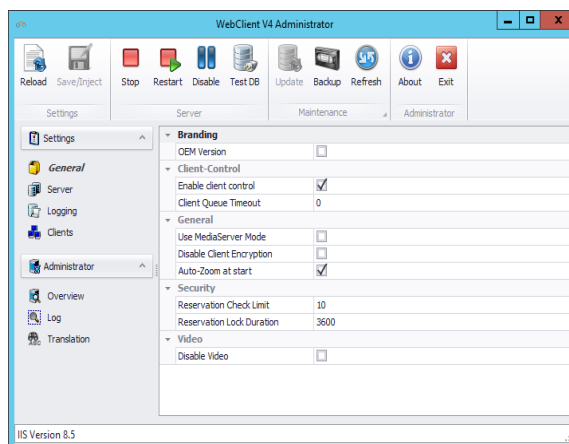 WebClient V4 Administrator
Reload Save/Inject Stop Restart Disable Test DB Update Backup Refresh About Exit
Settings Server Maintenance Administrator
Settings
General
Server
Logging
Clients
Administrator
Overview
Log
Translation
Branding
OEM Version
Client-Control
Enable client control
Client Queue Timeout 0
General
Use MediaServer Mode
Disable Client Encryption
Auto-Zoom at start
Security
Reservation Check Limit 10
Reservation Lock Duration 3600
Video
Disable Video
IIS Version 8.5